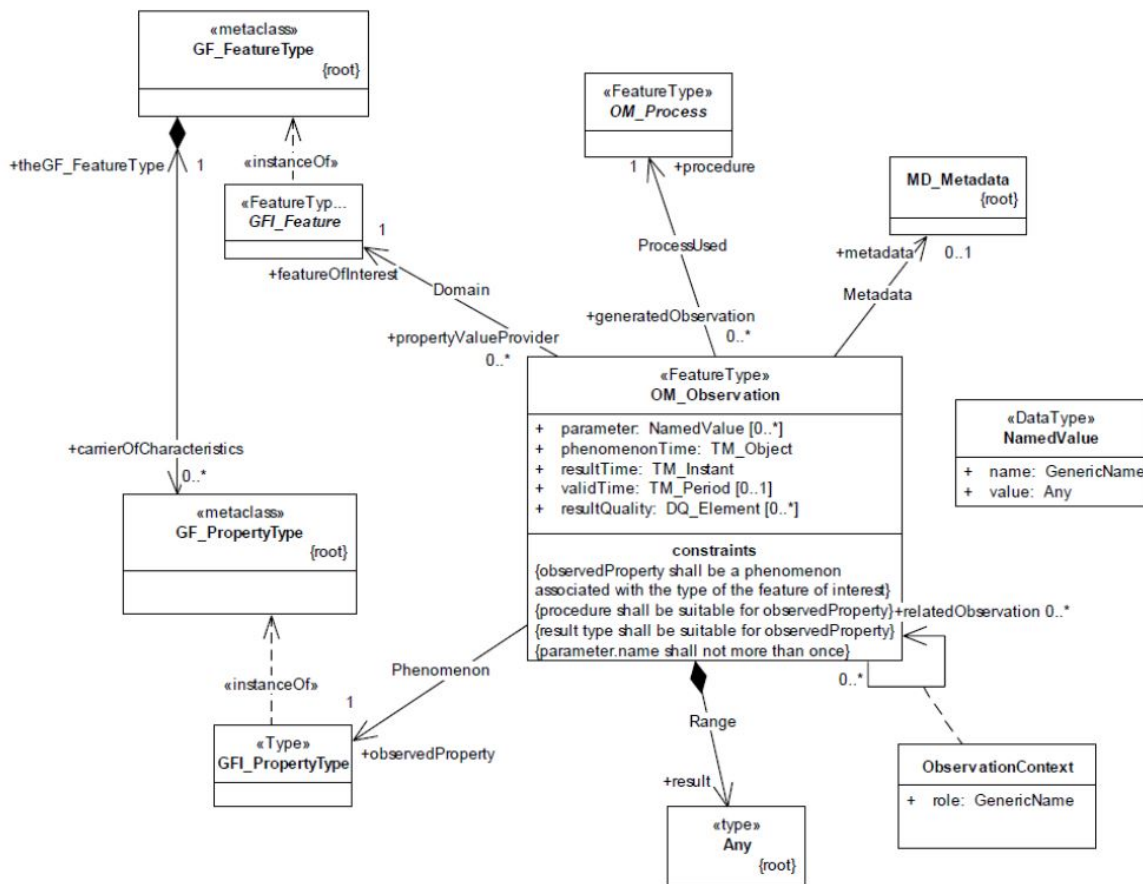 «metaclass»
GF_FeatureType
{root}
«FeatureType»
OM_Process
+theGF_FeatureType
1
«instanceOf»
1
+procedure
MD_Metadata
{root}
«FeatureTyp...
GFI_Feature
1
+featureOfInterest
ProcessUsed
+metadata
0..1
Domain
Metadata
+generatedObservation
0..*
+propertyValueProvider
0..*
«FeatureType»
OM_Observation
+ parameter: NamedValue [0..*]
+ phenomenonTime: TM_Object
+ resultTime: TM_Instant
+ validTime: TM_Period [0..1]
+ resultQuality: DQ_Element [0..*]
constraints
{observedProperty shall be a phenomenon
associated with the type of the feature of interest}
{procedure shall be suitable for observedProperty}
{result type shall be suitable for observedProperty}
{parameter.name shall not more than once}
«DataType»
NamedValue
+ name: GenericName
+ value: Any
+carrierOfCharacteristics
0..*
«metaclass»
GF_PropertyType
{root}
+relatedObservation 0..*
0..*
Phenomenon
«instanceOf»
1
«Type»
GFI_PropertyType
+observedProperty
Range
+result
ObservationContext
+ role: GenericName
«type»
Any
{root}